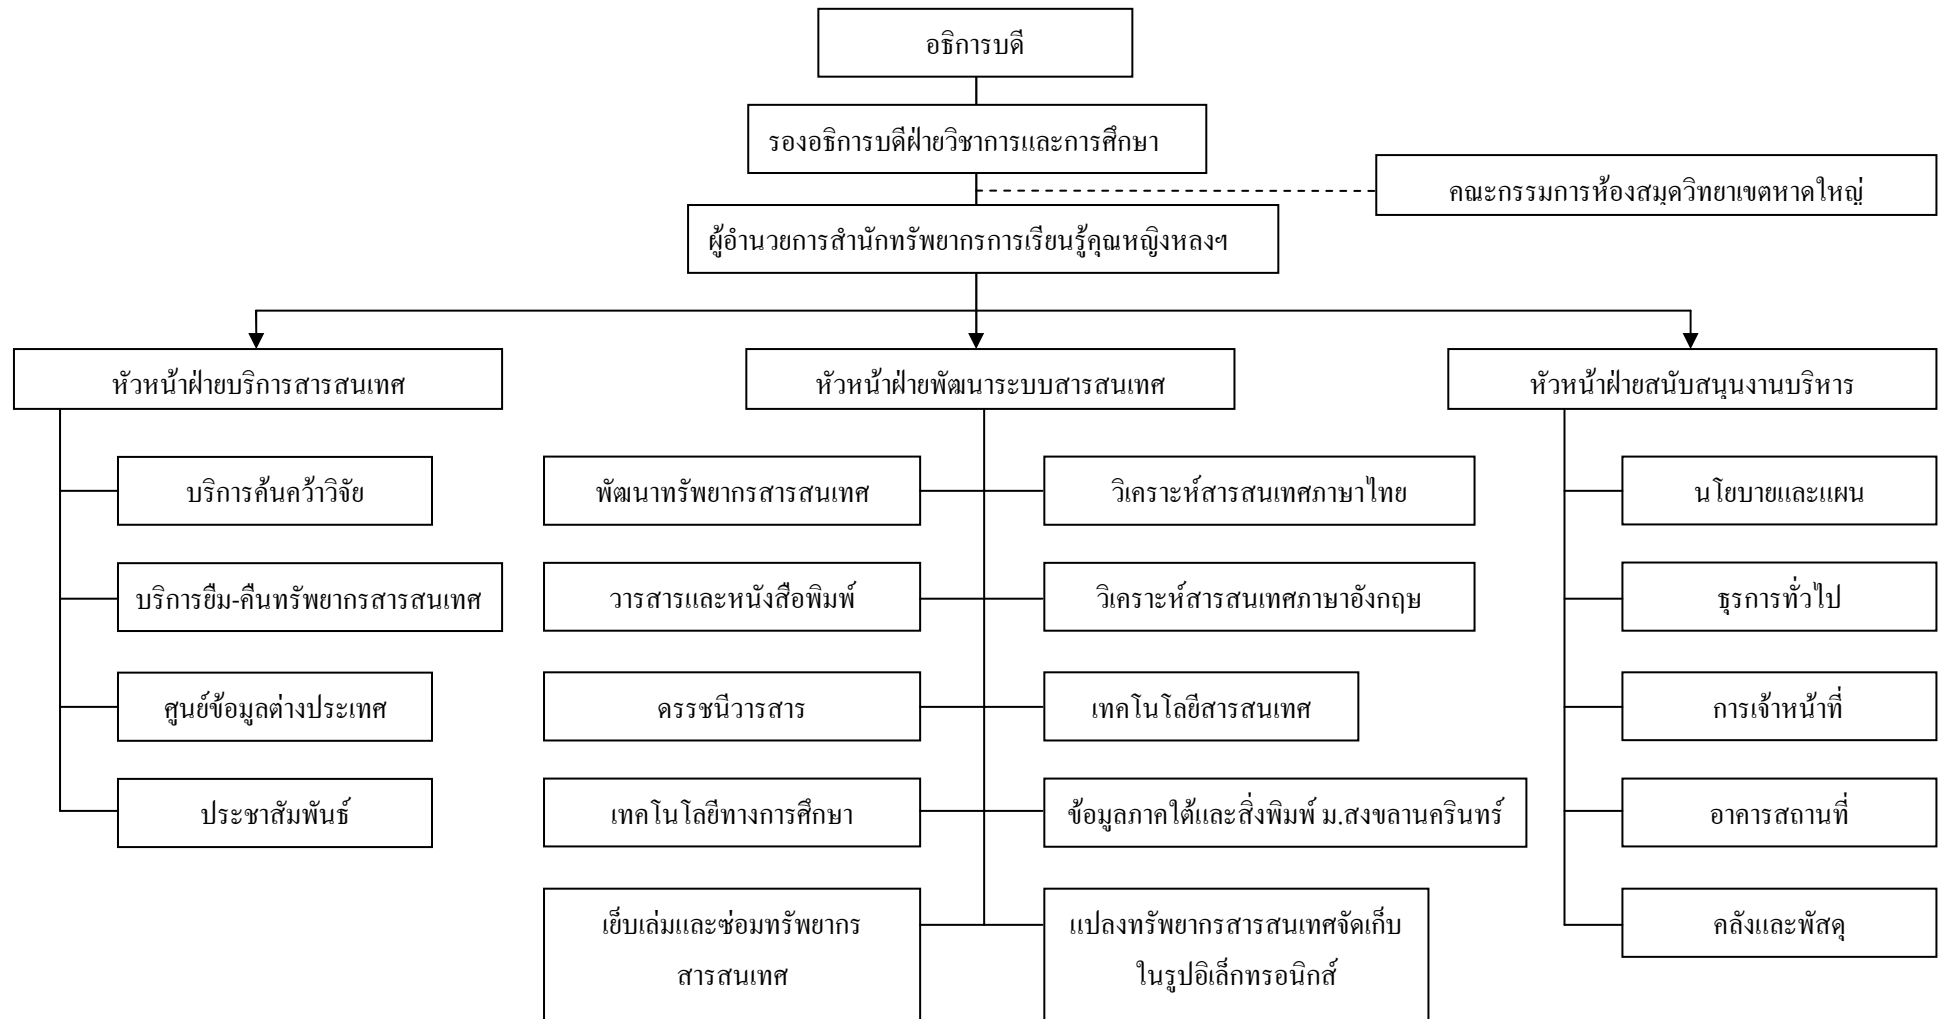 อธิการบดี
รองอธิการบดีฝ่ายวิชาการและการศึกษา
คณะกรรมการห้องสมุดวิทยาเขตหาดใหญ่
ผู้อำนวยการสำนักทรัพยากรการเรียนรู้คุณหญิงหลงฯ
หัวหน้าฝ่ายบริการสารสนเทศ
หัวหน้าฝ่ายพัฒนาระบบสารสนเทศ
หัวหน้าฝ่ายสนับสนุนงานบริหาร
บริการค้นคว้าวิจัย
พัฒนาทรัพยากรสารสนเทศ
วิเคราะห์สารสนเทศภาษาไทย
นโยบายและแผน
บริการยืม-คืนทรัพยากรสารสนเทศ
วารสารและหนังสือพิมพ์
วิเคราะห์สารสนเทศภาษาอังกฤษ
ธุรการทั่วไป
ศูนย์ข้อมูลต่างประเทศ
ดรรชนีวารสาร
เทคโนโลยีสารสนเทศ
การเจ้าหน้าที่
ประชาสัมพันธ์
เทคโนโลยีทางการศึกษา
ข้อมูลภาคใต้และสิ่งพิมพ์ ม.สงขลานครินทร์
อาคารสถานที่
เย็บเล่มและซ่อมทรัพยากร
สารสนเทศ
แปลงทรัพยากรสารสนเทศจัดเก็บ
ในรูปอิเล็กทรอนิกส์
คลังและพัสดุ